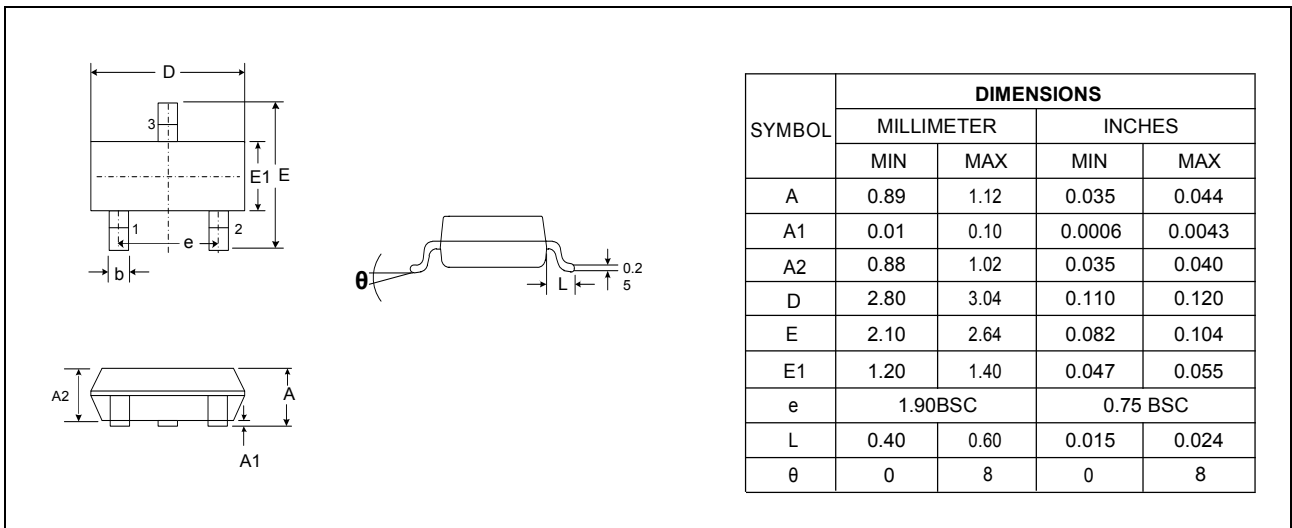 D
3
E1 E
1
2
e
b
θ
L
0.2
5
A2
A
A1
DIMENSIONS
SYMBOL MILLIMETER INCHES
MIN MAX MIN MAX
A 0.89 1.12 0.035 0.044
A1 0.01 0.10 0.0006 0.0043
A2 0.88 1.02 0.035 0.040
D 2.80 3.04 0.110 0.120
E 2.10 2.64 0.082 0.104
E1 1.20 1.40 0.047 0.055
e 1.90BSC 0.75 BSC
L 0.40 0.60 0.015 0.024
θ 0 8 0 8